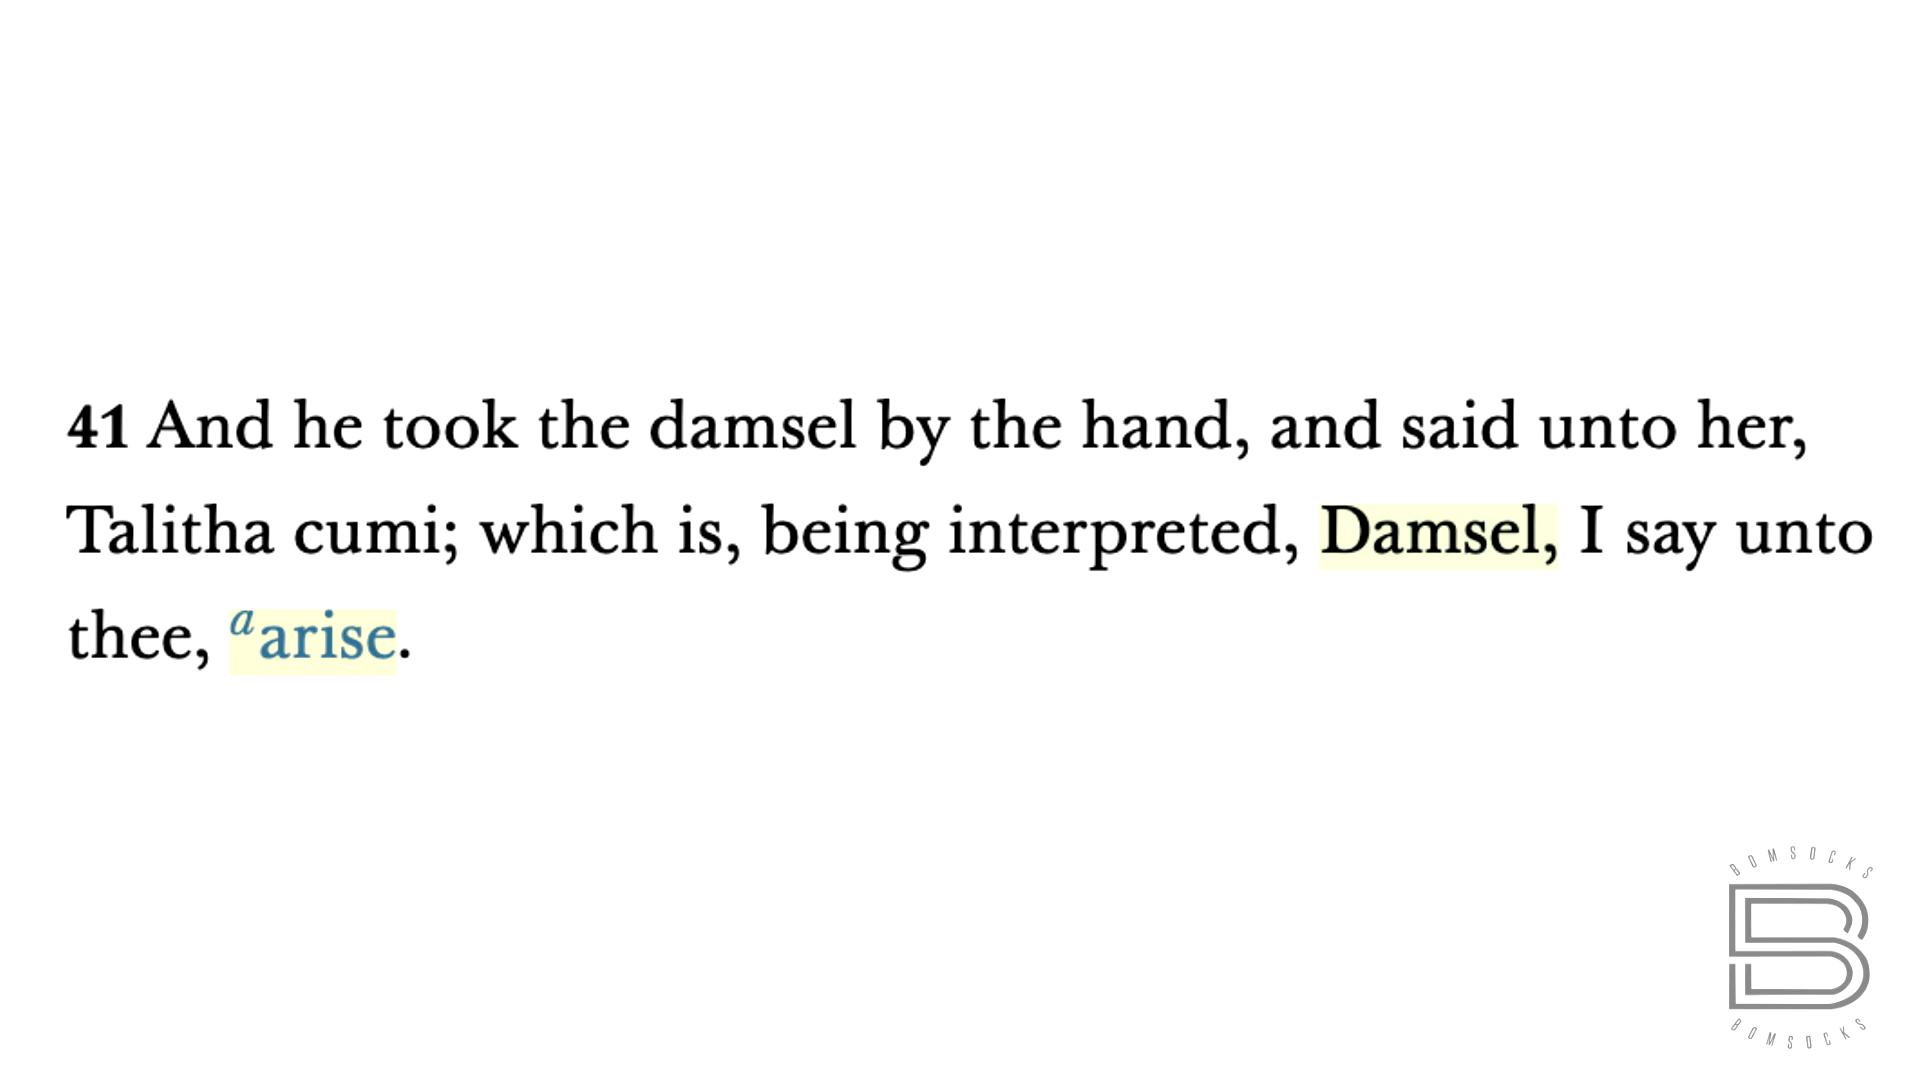 41 And he took the damsel by the hand, and said unto her,
Talitha cumi; which is, being interpreted, Damsel, I say unto
thee, a arise.
BOMSOCKS
B
BOMSOCKS